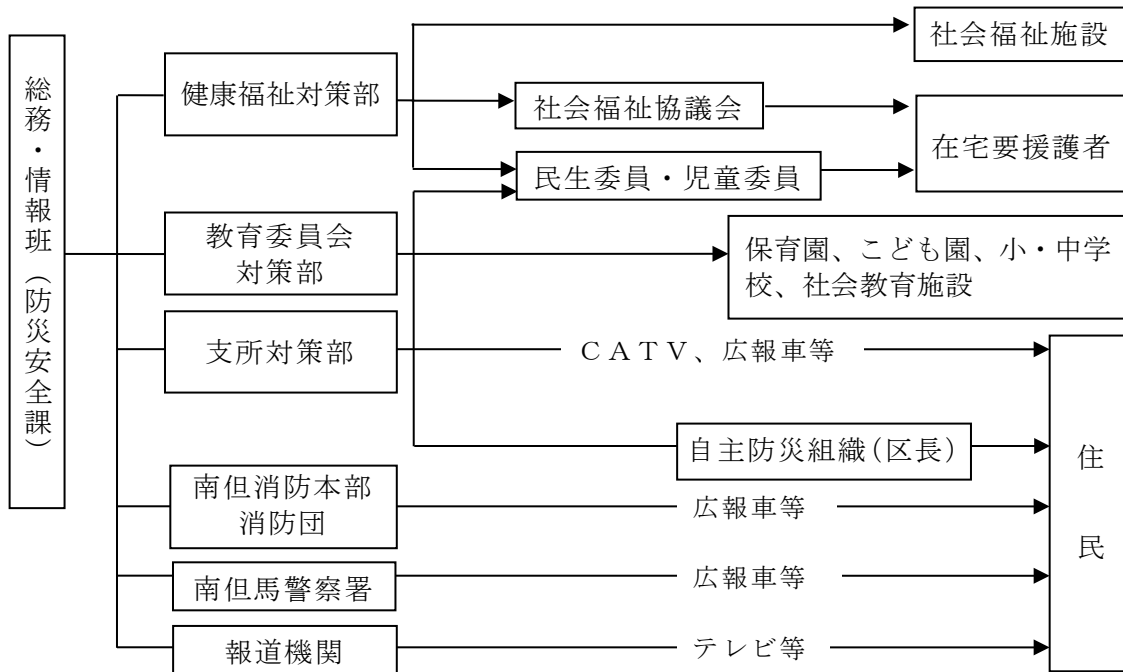 総務・情報班（防災安全課）
健康福祉対策部
社会福祉施設
社会福祉協議会
在宅要援護者
民生委員・児童委員
教育委員会
対策部
保育園、こども園、小・中学
校、社会教育施設
支所対策部
ＣＡＴＶ、広報車等
自主防災組織(区長)
住民
南但消防本部
消防団
広報車等
南但馬警察署
広報車等
報道機関
テレビ等